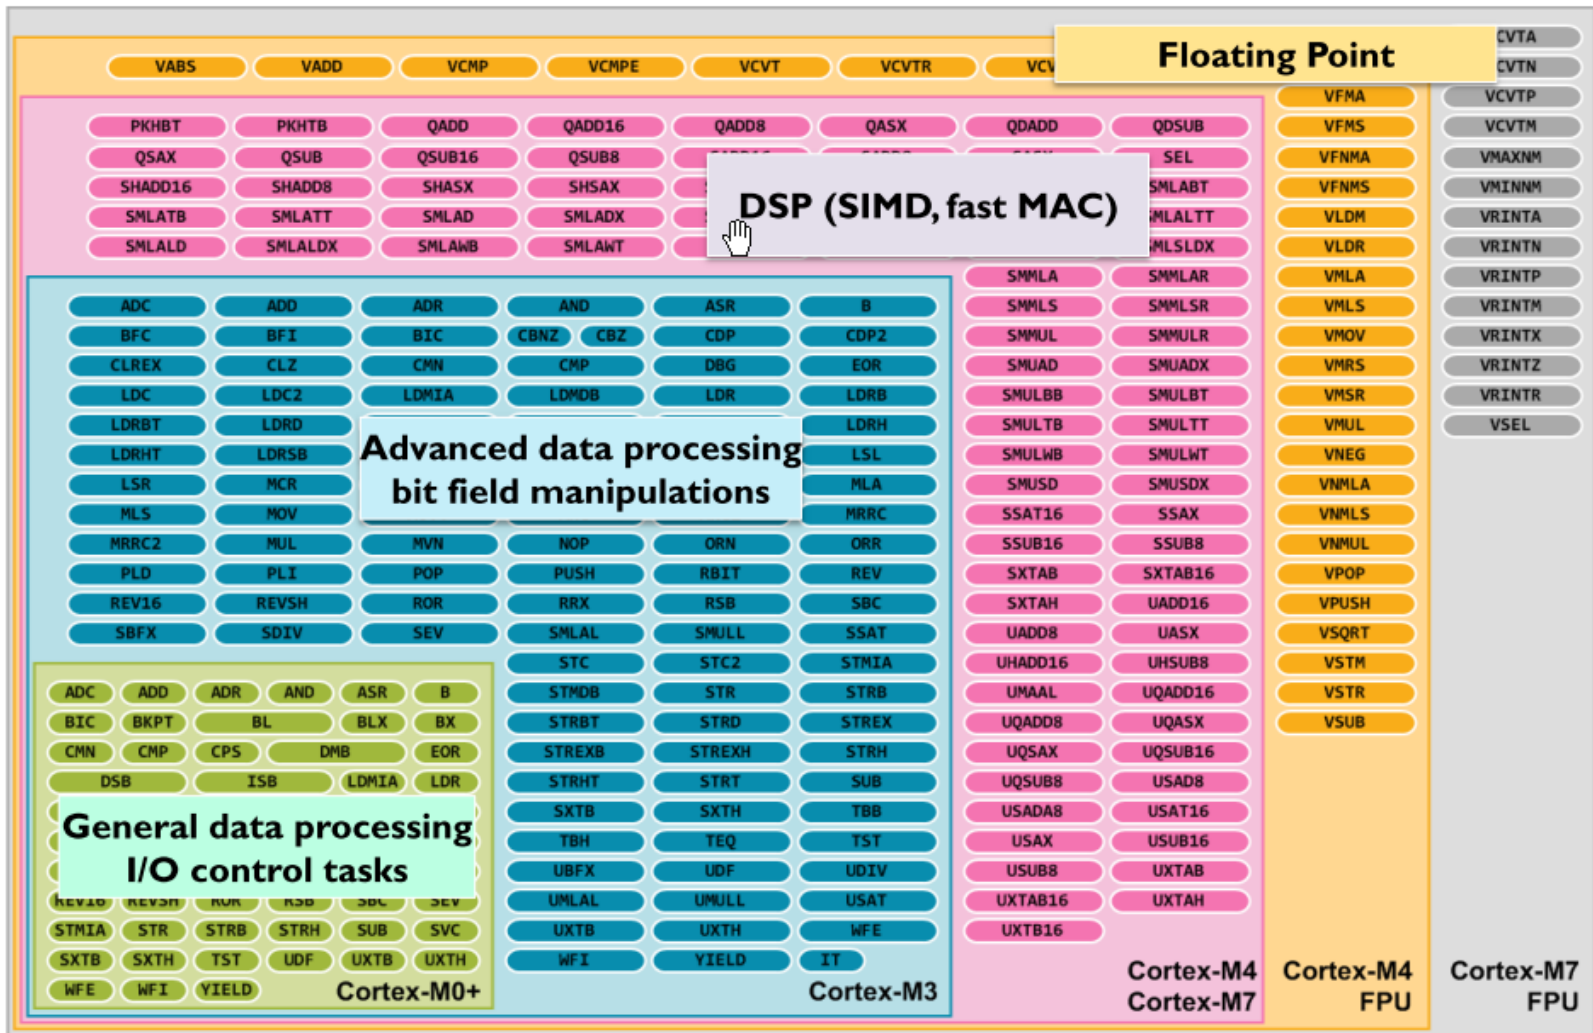 CVTA
VABS VADD VCMP VCMPE VCVT VCVTR Floating Point CVTN
VFMA VCVTP
PKHBT PKHTB QADD QADD16 QADD8 QASX QDADD QDSUB VFMS VCVTM
QSAX QSUB QSUB16 QSUB8 SEL VFNMA VMAXNM
SHADD16 SHADD8 SHASX SHSAX SMLABT VFNMS VMINNM
DSP (SIMD, fast MAC)
SMLATB SMLATT SMLAD SMLADX MLALTT VLDM VRINTA
SMLALD SMLALDX SMLAWB SMLAWT MLSLDX VLDR VRINTN
SMMLA SMMLAR VMLA VRINTP
ADC ADD ADR AND ASR B SMMLS SMMLSR VMLS VRINTM
BFC BFI BIC CBNZ CBZ CDP CDP2 SMMUL SMMULR VMOV VRINTX
CLREX CLZ CMN CMP DBG EOR SMUAD SMUADX VMRS VRINTZ
LDC LDC2 LDMIA LDMDB LDR LDRB SMULBB SMULBT VMSR VRINTR
LDRBT LDRD LDRH SMULTB SMULTT VMUL VSEL
Advanced data processing
LDRHT LDRSB LSL SMULWB SMULWT VNEG
LSR MCR MLA SMUSD SMUSDX VNMLA
bit field manipulations
MLS MOV MRRC SSAT16 SSAX VNMLS
MRRC2 MUL MVN NOP ORN ORR SSUB16 SSUB8 VNMUL
PLD PLI POP PUSH RBIT REV SXTAB SXTAB16 VPOP
REV16 REVSH ROR RRX RSB SBC SXTAH UADD16 VPUSH
SBFX SDIV SEV SMLAL SMULL SSAT UADD8 UASX VSQRT
STC STC2 STMIA UHADD16 UHSUB8 VSTM
ADC ADD ADR AND ASR B STMDB STR STRB UMAAL UQADD16 VSTR
BIC BKPT BL BLX BX STRBT STRD STREX UQADD8 UQASX VSUB
CMN CMP CPS DMB EOR STREXB STREXH STRH UQSAX UQSUB16
DSB ISB LDMIA LDR STRHT STRT SUB UQSUB8 USAD8
SXTB SXTH TBB USADA8 USAT16
General data processing
TBH TEQ TST USAX USUB16
I/O control tasks
UBFX UDF UDIV USUB8 UXTAB
REV16 REVSH ROR RSB SBC SEV UMLAL UMULL USAT UXTAB16 UXTAH
STMIA STR STRB STRH SUB SVC UXTB UXTH WFE UXTB16
SXTB SXTH TST UDF UXTB UXTH WFI YIELD IT
WFE WFI YIELD Cortex-M0+ Cortex-M3
Cortex-M4 Cortex-M4 Cortex-M7
Cortex-M7 FPU FPU